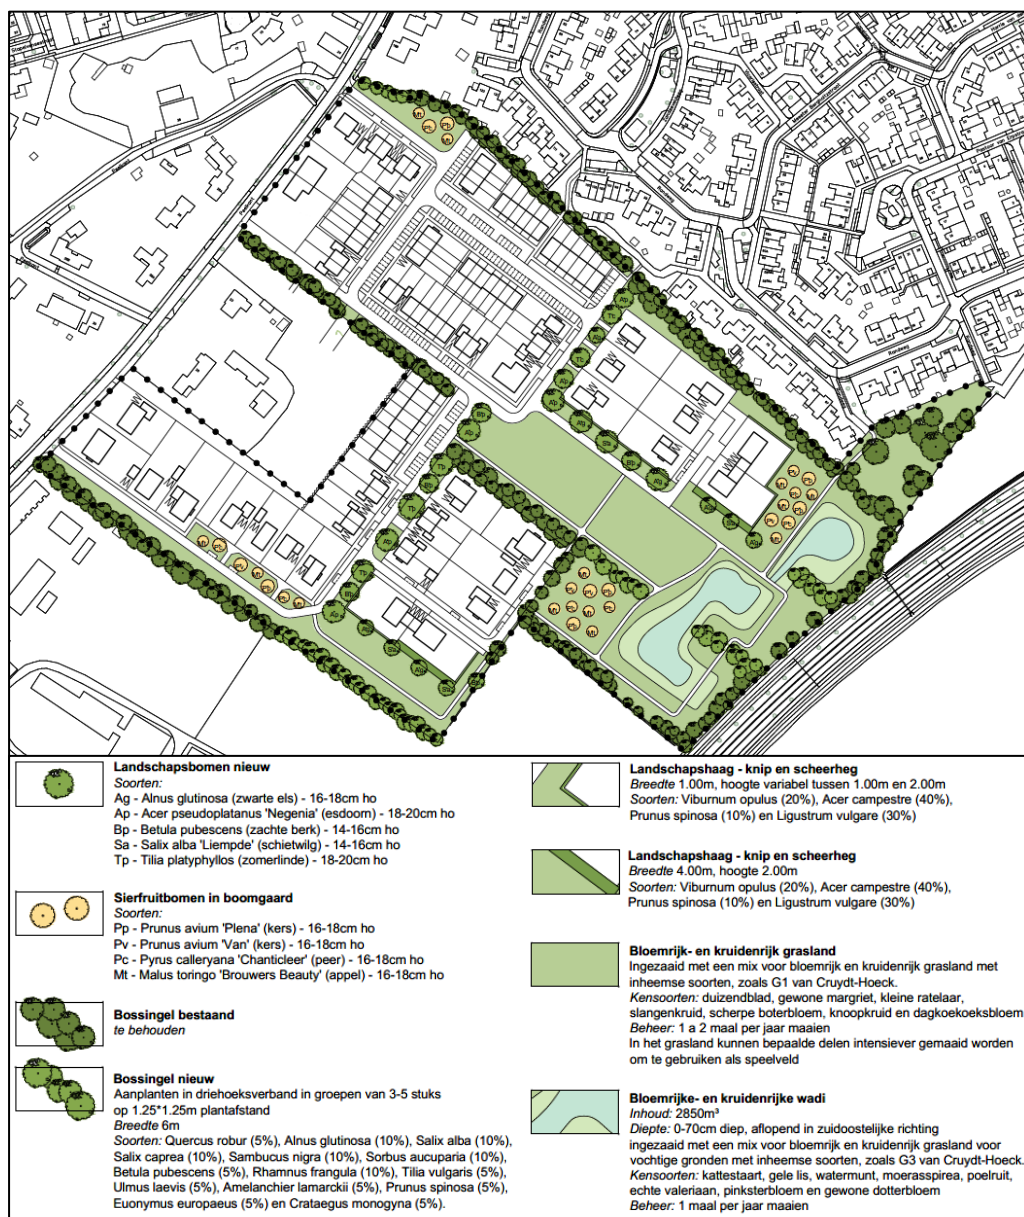 Landschapsbomen nieuw
Soorten:
Ag - Alnus glutinosa (zwarte els) - 16-18cm ho
Ap - Acer pseudoplatanus 'Negenia' (esdoorn) - 18-20cm ho
Bp - Betula pubescens (zachte berk) - 14-16cm ho
Sa - Salix alba 'Liempde' (schietwilg) - 14-16cm ho
Tp - Tilia platyphyllos (zomerlinde) - 18-20cm ho
Sierfruitbomen in boomgaard
Soorten:
Pp - Prunus avium 'Plena' (kers) - 16-18cm ho
Pv - Prunus avium 'Van' (kers) - 16-18cm ho
Pc - Pyrus calleryana 'Chanticleer' (peer) - 16-18cm ho
Mt - Malus toringo 'Brouwers Beauty' (appel) - 16-18cm ho
Bossingel bestaand
te behouden
Bossingel nieuw
Aanplanten in driehoeksverband in groepen van 3-5 stuks
op 1.25*1.25m plantafstand
Breedte 6m
Soorten: Quercus robur (5%), Alnus glutinosa (10%), Salix alba (10%),
Salix caprea (10%), Sambucus nigra (10%), Sorbus aucuparia (10%),
Betula pubescens (5%), Rhamnus frangula (10%), Tilia vulgaris (5%),
Ulmus laevis (5%), Amelanchier lamarckii (5%), Prunus spinosa (5%),
Euonymus europaeus (5%) en Crataegus monogyna (5%).
Landschapshaag - knip en scheerheg
Breedte 1.00m, hoogte variabel tussen 1.00m en 2.00m
Soorten: Viburnum opulus (20%), Acer campestre (40%),
Prunus spinosa (10%) en Ligustrum vulgare (30%)
Landschapshaag - knip en scheerheg
Breedte 4.00m, hoogte 2.00m
Soorten: Viburnum opulus (20%), Acer campestre (40%),
Prunus spinosa (10%) en Ligustrum vulgare (30%)
Bloemrijk- en kruidenrijk grasland
Ingezaaid met een mix voor bloemrijk en kruidenrijk grasland met
inheemse soorten, zoals G1 van Cruydt-Hoeck.
Kensoorten: duizendblad, gewone margriet, kleine ratelaar,
slangenkruid, scherpe boterbloem, knoopkruid en dagkoekoeksbloem
Beheer: 1 a 2 maal per jaar maaien
In het grasland kunnen bepaalde delen intensiever gemaaid worden
om te gebruiken als speelveld
Bloemrijke- en kruidenrijke wadi
Inhoud: 2850m³
Diepte: 0-70cm diep, aflopend in zuidoostelijke richting
ingezaaid met een mix voor bloemrijk en kruidenrijk grasland voor
vochtige gronden met inheemse soorten, zoals G3 van Cruydt-Hoeck.
Kensoorten: kattestaart, gele lis, watermunt, moerasspirea, poelruit,
echte valeriaan, pinksterbloem en gewone dotterbloem
Beheer: 1 maal per jaar maaien